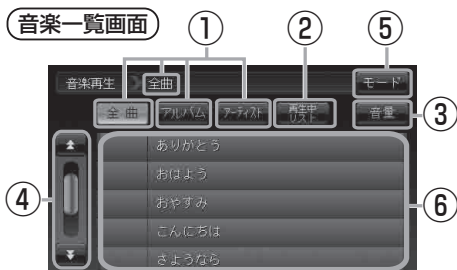 音楽一覧画面
① ② ⑤
音楽再生 全曲 モード
全曲 アルバム アーティスト 再生中リスト 音量 ③
④ ⑥
ありがとう
おはよう
おやすみ
こんにちは
さようなら